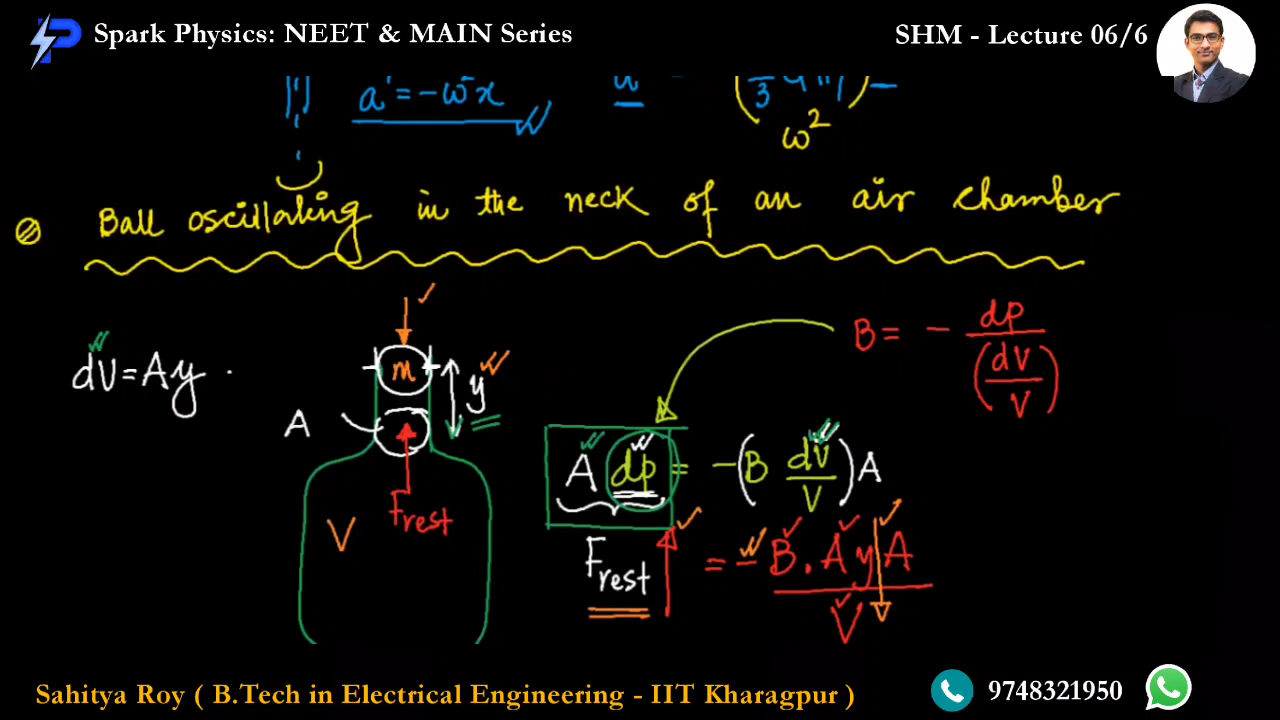 Spark Physics: NEET & MAIN Series
SHM - Lecture 06/6
a = -ω²x
ω²
Ball oscillating in the neck of an air chamber
dV = Ay
m
y
A
Frest
V
B = - dp / (dV / V)
A dp = - (B dV / V) A
Frest = - B . A y A / V
Sahitya Roy ( B.Tech in Electrical Engineering - IIT Kharagpur )
9748321950